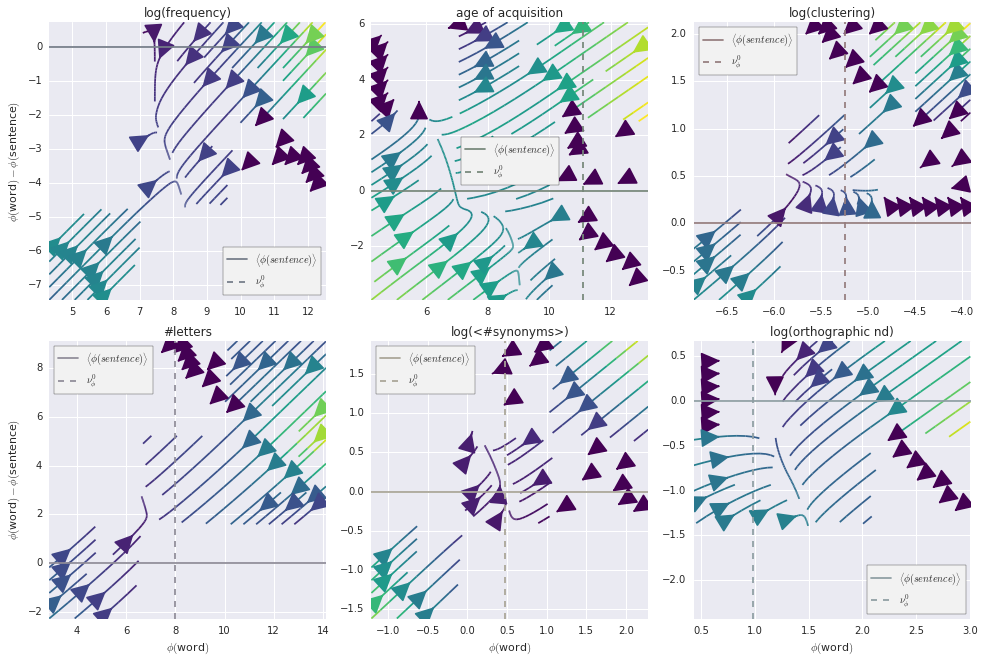 log(frequency)
0
−1
−2
−3
−4
−5
−6
−7
5 6 7 8 9 10 11 12
ϕ(word) − ϕ(sentence)
⟨ϕ(sentence)⟩
ν⁰ᵩ
age of acquisition
6
4
2
0
−2
6 8 10 12
⟨ϕ(sentence)⟩
ν⁰ᵩ
log(clustering)
2.0
1.5
1.0
0.5
0.0
−0.5
−6.5 −6.0 −5.5 −5.0 −4.5 −4.0
⟨ϕ(sentence)⟩
ν⁰ᵩ
#letters
8
6
4
2
0
−2
4 6 8 10 12 14
ϕ(word) − ϕ(sentence)
ϕ(word)
⟨ϕ(sentence)⟩
ν⁰ᵩ
log(<#synonyms>)
1.5
1.0
0.5
0.0
−0.5
−1.0
−1.5
−1.0 −0.5 0.0 0.5 1.0 1.5 2.0
ϕ(word)
⟨ϕ(sentence)⟩
ν⁰ᵩ
log(orthographic nd)
0.5
0.0
−0.5
−1.0
−1.5
−2.0
0.5 1.0 1.5 2.0 2.5 3.0
ϕ(word)
⟨ϕ(sentence)⟩
ν⁰ᵩ